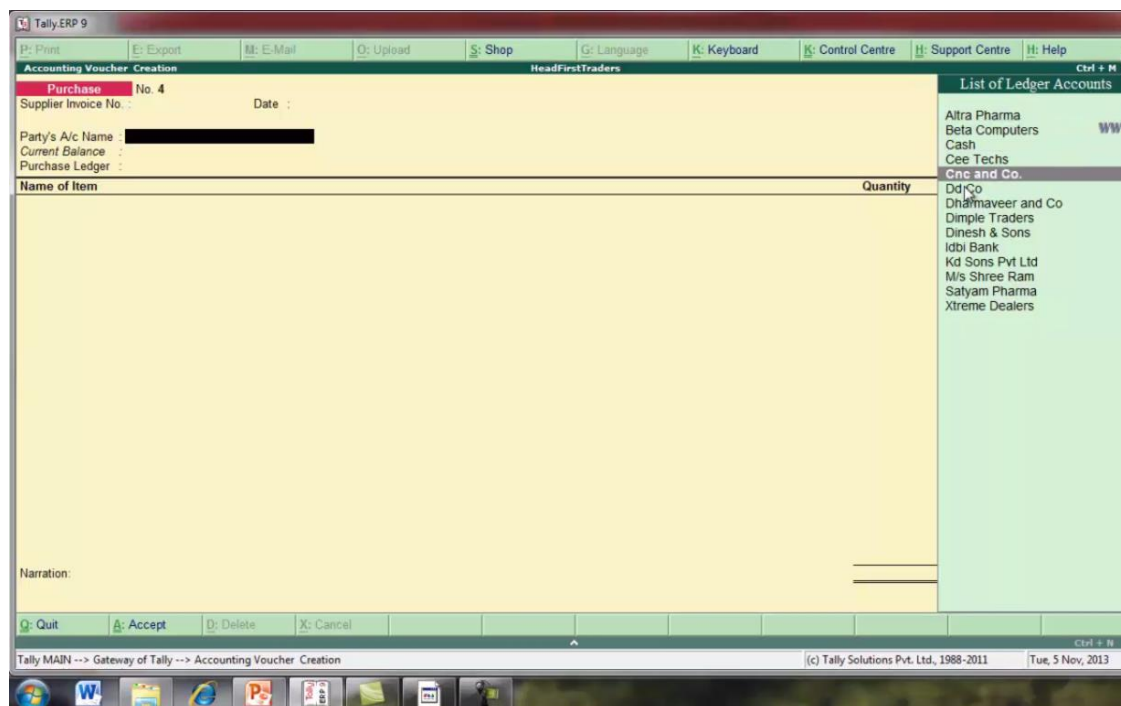 Tally.ERP 9
P: Print E: Export M: E-Mail O: Upload S: Shop G: Language K: Keyboard K: Control Centre H: Support Centre H: Help
Accounting Voucher Creation HeadFirstTraders Ctrl + M
Purchase No. 4
Supplier Invoice No. : Date :
Party's A/c Name :
Current Balance :
Purchase Ledger :
Name of Item Quantity
List of Ledger Accounts
Altra Pharma
Beta Computers
WW
Cash
Cee Techs
Cnc and Co.
Dd Co
Dharmaveer and Co
Dimple Traders
Dinesh & Sons
Idbi Bank
Kd Sons Pvt Ltd
M/s Shree Ram
Satyam Pharma
Xtreme Dealers
Narration:
Q: Quit A: Accept D: Delete X: Cancel
Ctrl + N
Tally MAIN --> Gateway of Tally --> Accounting Voucher Creation (c) Tally Solutions Pvt. Ltd., 1988-2011 Tue, 5 Nov, 2013